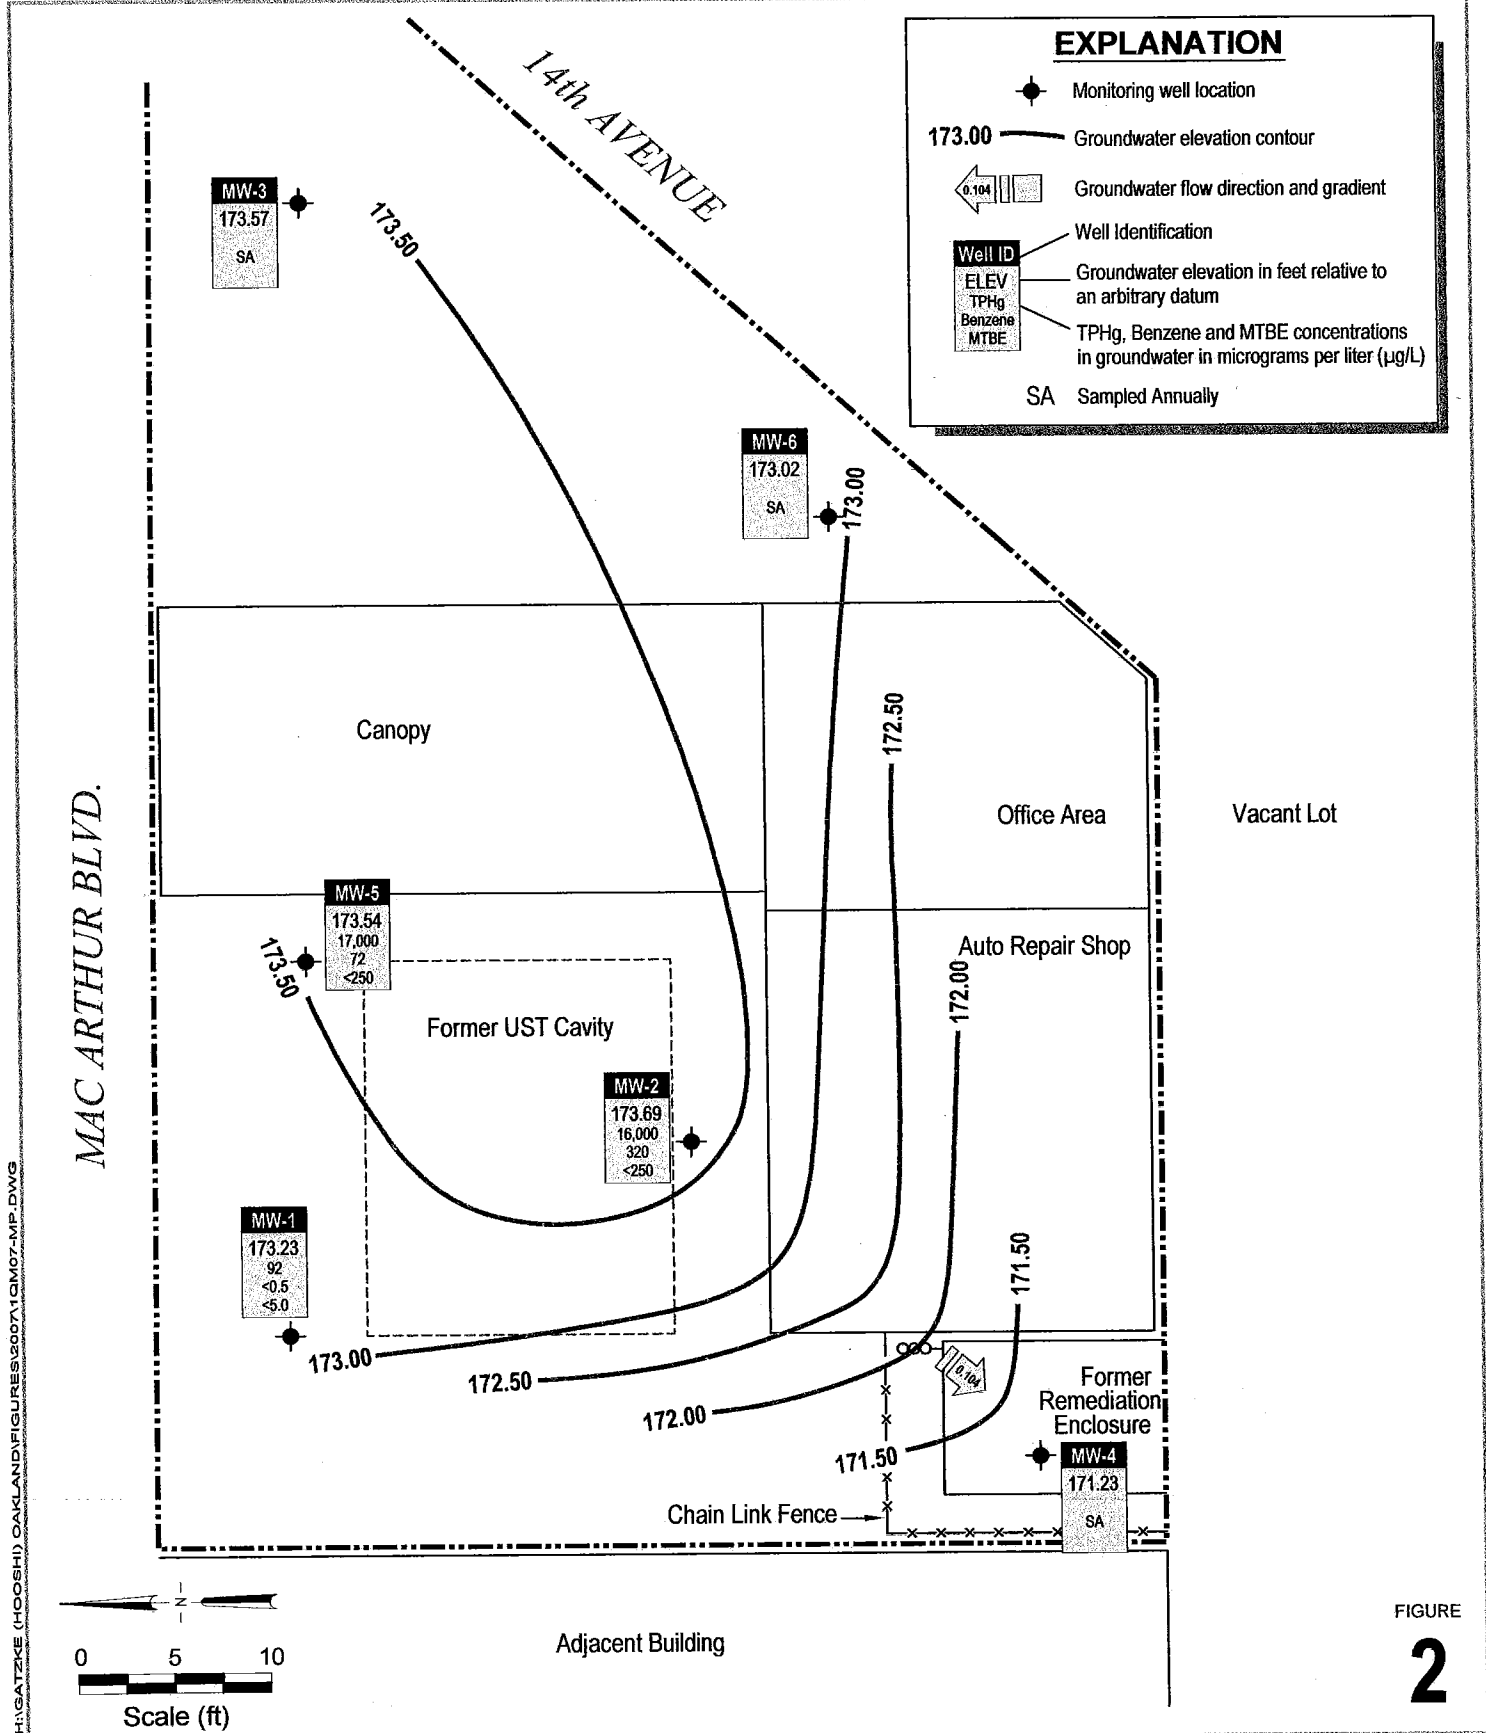 EXPLANATION
Monitoring well location
173.00
Groundwater elevation contour
0.104
Groundwater flow direction and gradient
Well ID
ELEV
TPHg
Benzene
MTBE
Well Identification
Groundwater elevation in feet relative to
an arbitrary datum
TPHg, Benzene and MTBE concentrations
in groundwater in micrograms per liter (µg/L)
SA Sampled Annually
14th AVENUE
MW-3
173.57
SA
173.50
MW-6
173.02
SA
173.00
172.50
Canopy
Office Area
Vacant Lot
MAC ARTHUR BLVD.
MW-5
173.54
17,000
72
<250
173.50
Auto Repair Shop
172.00
Former UST Cavity
MW-2
173.69
16,000
320
<250
MW-1
173.23
92
<0.5
<5.0
171.50
173.00
172.50
172.00
171.50
0.104
Former
Remediation
Enclosure
MW-4
171.23
SA
Chain Link Fence
N
0 5 10
Scale (ft)
Adjacent Building
FIGURE
2
H:\GATZKE (HOOSHI) OAKLAND\FIGURES\2007\1QM07-MP.DWG